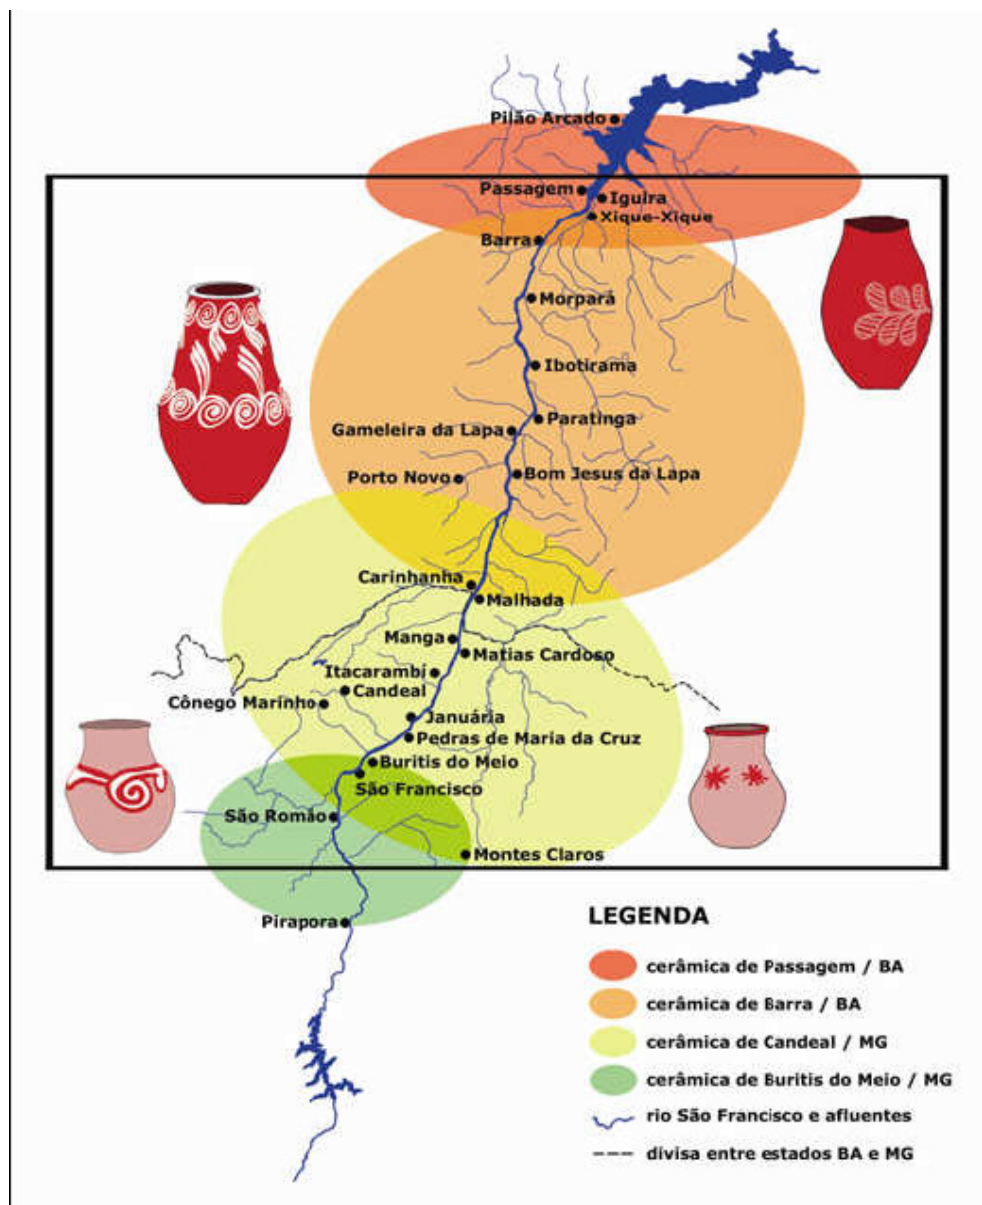 Pilão Arcado
Passagem
Iguira
Xique-Xique
Barra
Morpará
Ibotirama
Paratinga
Gameleira da Lapa
Bom Jesus da Lapa
Porto Novo
Carinhanha
Malhada
Manga
Matias Cardoso
Itacarambí
Candeal
Cônego Marinho
Januária
Pedras de Maria da Cruz
Buritis do Meio
São Francisco
São Romão
Montes Claros
Pirapora
LEGENDA
cerâmica de Passagem / BA
cerâmica de Barra / BA
cerâmica de Candeal / MG
cerâmica de Buritis do Meio / MG
rio São Francisco e afluentes
divisa entre estados BA e MG